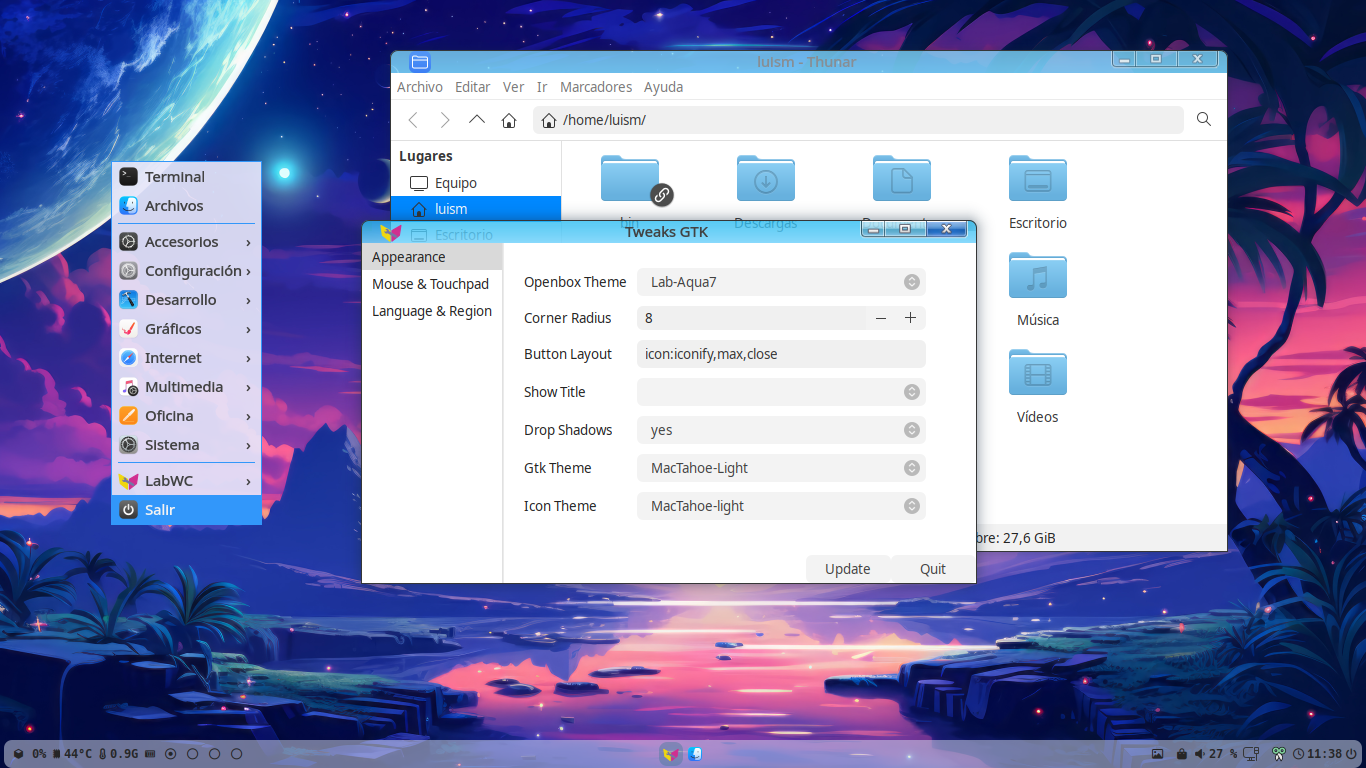 luism - Thunar
Archivo Editar Ver Ir Marcadores Ayuda
/home/luism/
Lugares
Equipo
luism
Escritorio
bin
Descargas
Escritorio
Música
Vídeos
27,6 GiB
Terminal
Archivos
Accesorios
Configuración
Desarrollo
Gráficos
Internet
Multimedia
Oficina
Sistema
LabWC
Salir
Tweaks GTK
Appearance
Mouse & Touchpad
Language & Region
Openbox Theme Lab-Aqua7
Corner Radius 8
Button Layout icon:iconify,max,close
Show Title
Drop Shadows yes
Gtk Theme MacTahoe-Light
Icon Theme MacTahoe-light
Update Quit
0% 44°C 0.9G 27 % 11:38